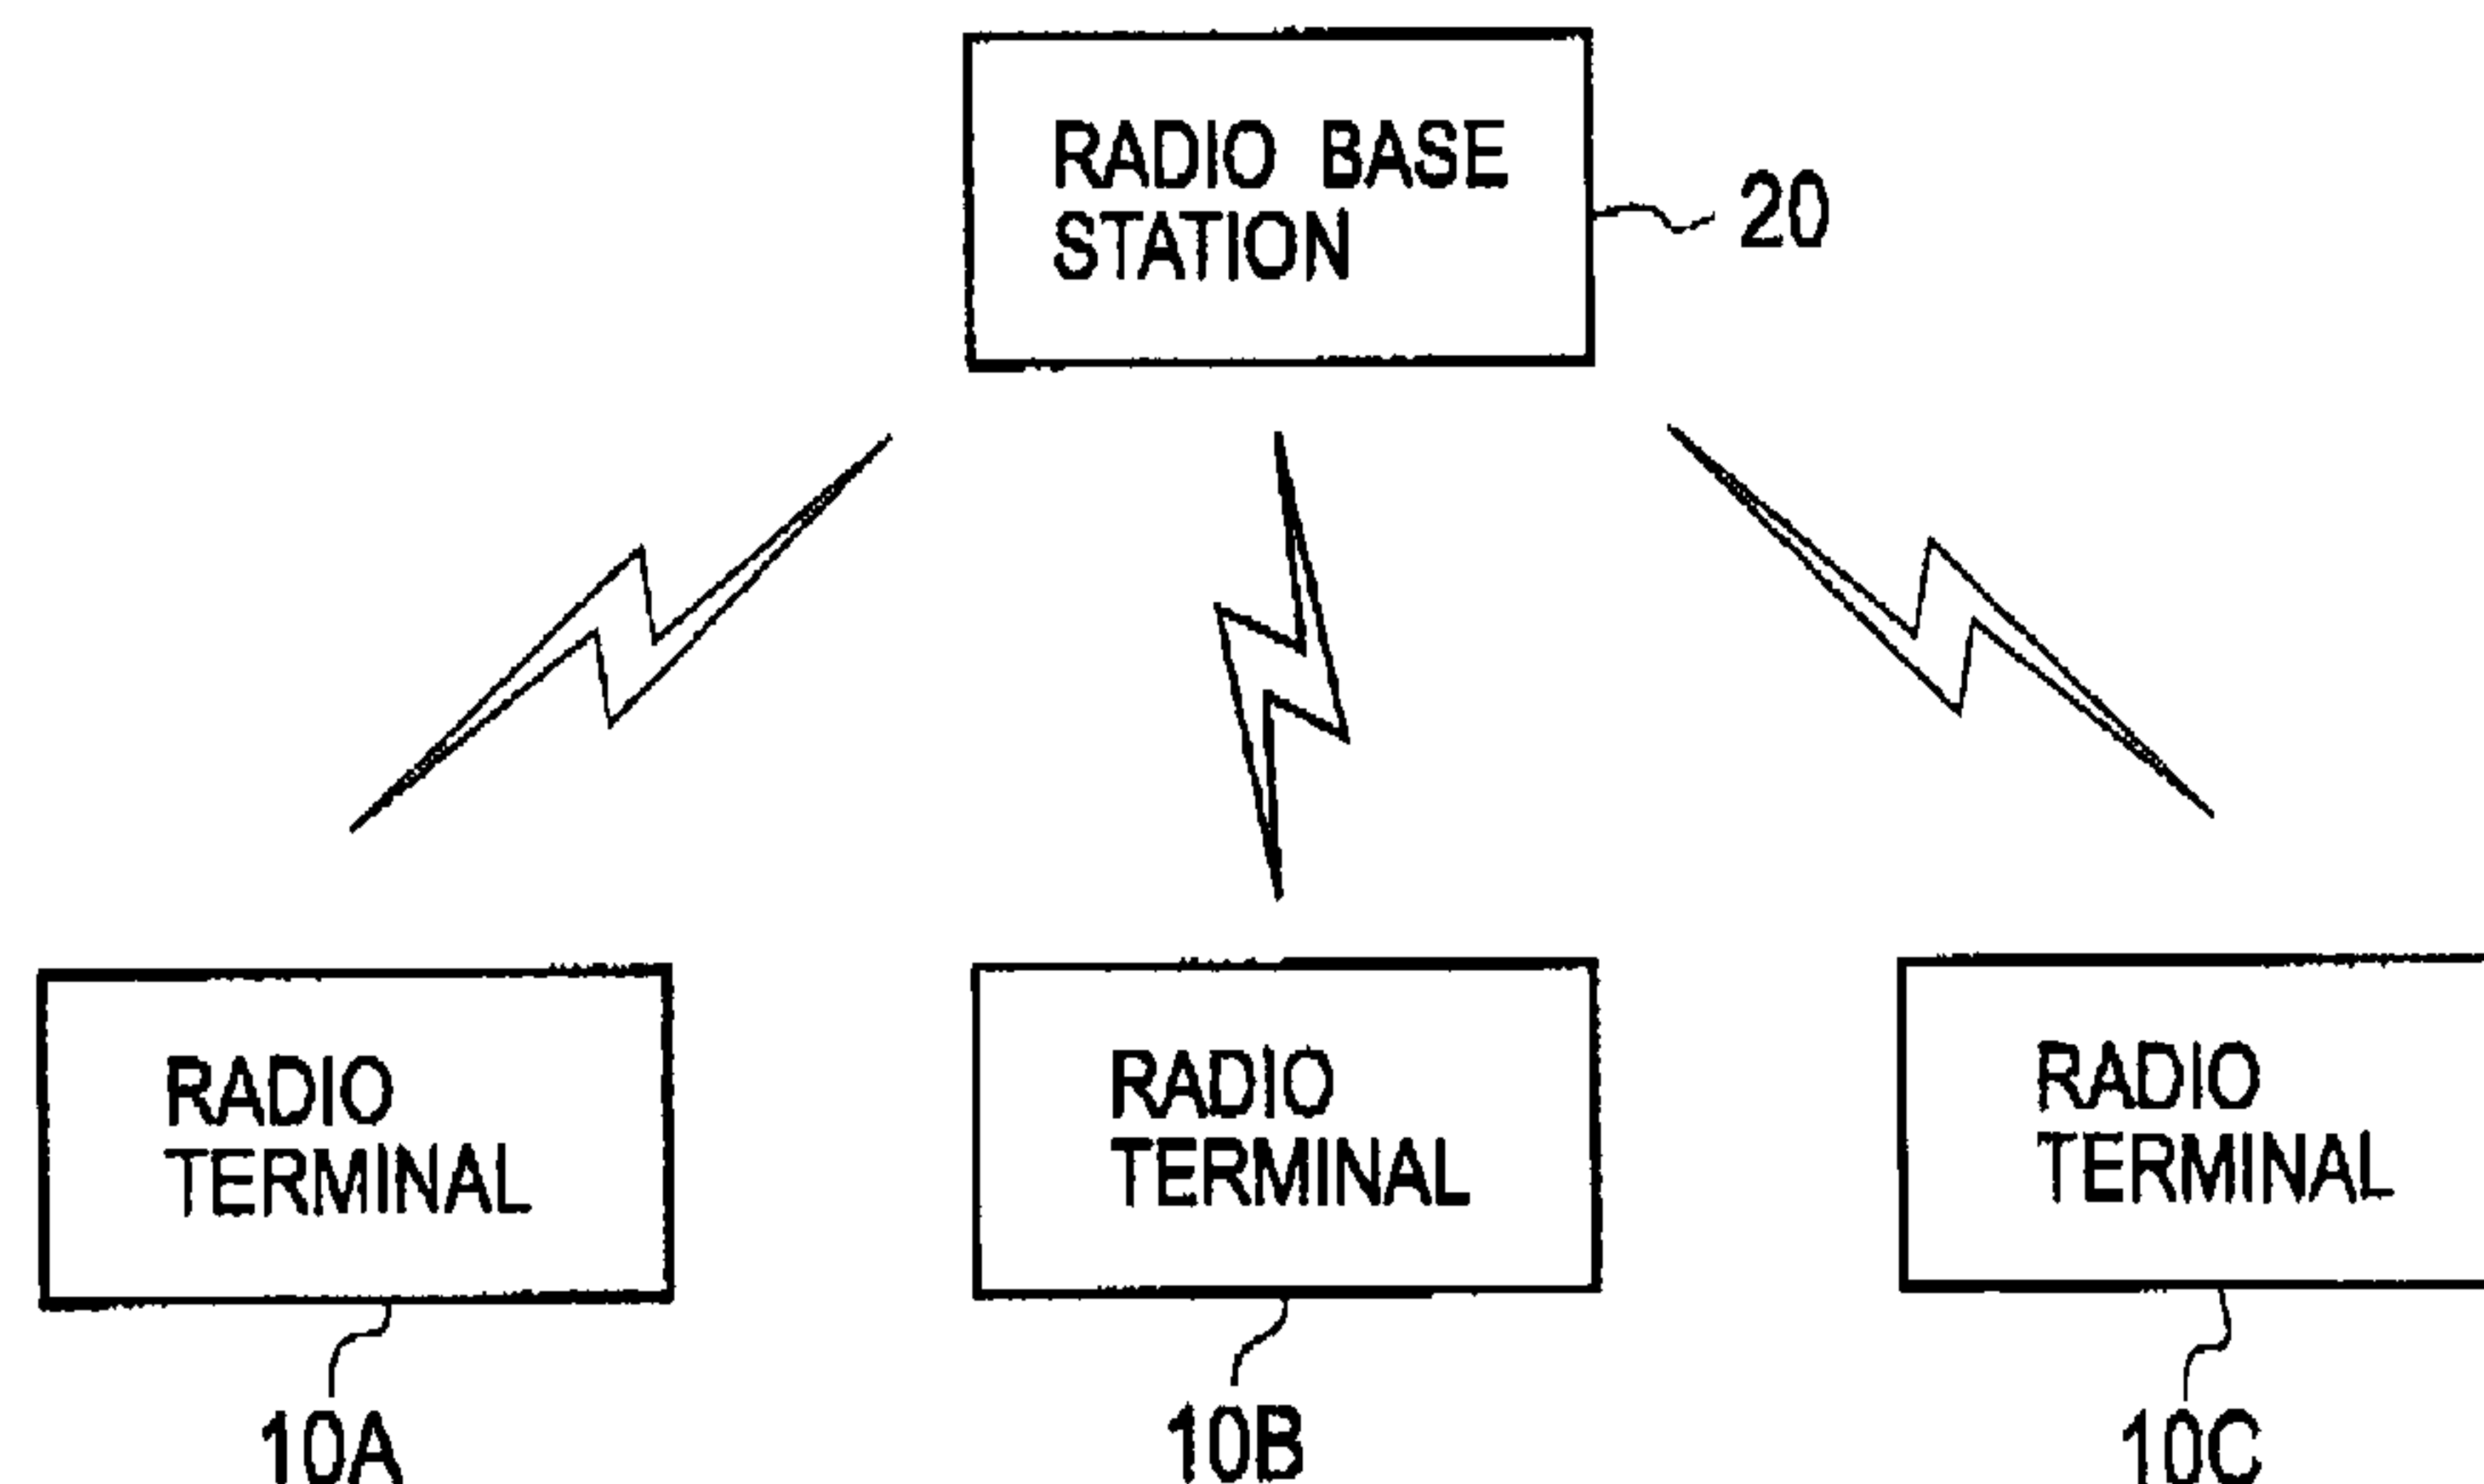 RADIO BASE
STATION
20
RADIO
TERMINAL
RADIO
TERMINAL
RADIO
TERMINAL
10A
10B
10C